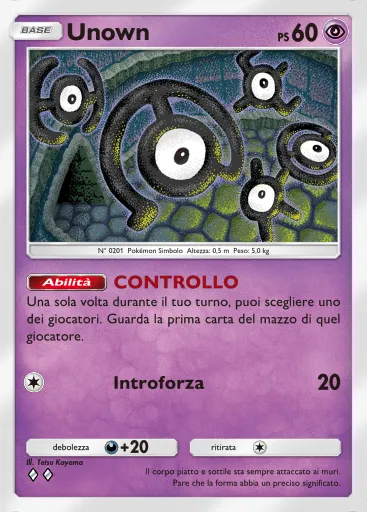 BASE Unown PS 60
N° 0201 Pokémon Simbolo Altezza: 0,5 m Peso: 5,0 kg
Abilità CONTROLLO
Una sola volta durante il tuo turno, puoi scegliere uno
dei giocatori. Guarda la prima carta del mazzo di quel
giocatore.
Introforza 20
debolezza +20 ritirata
Ill. Tetsu Kayama
Il corpo piatto e sottile sta sempre attaccato ai muri.
Pare che la forma abbia un preciso significato.